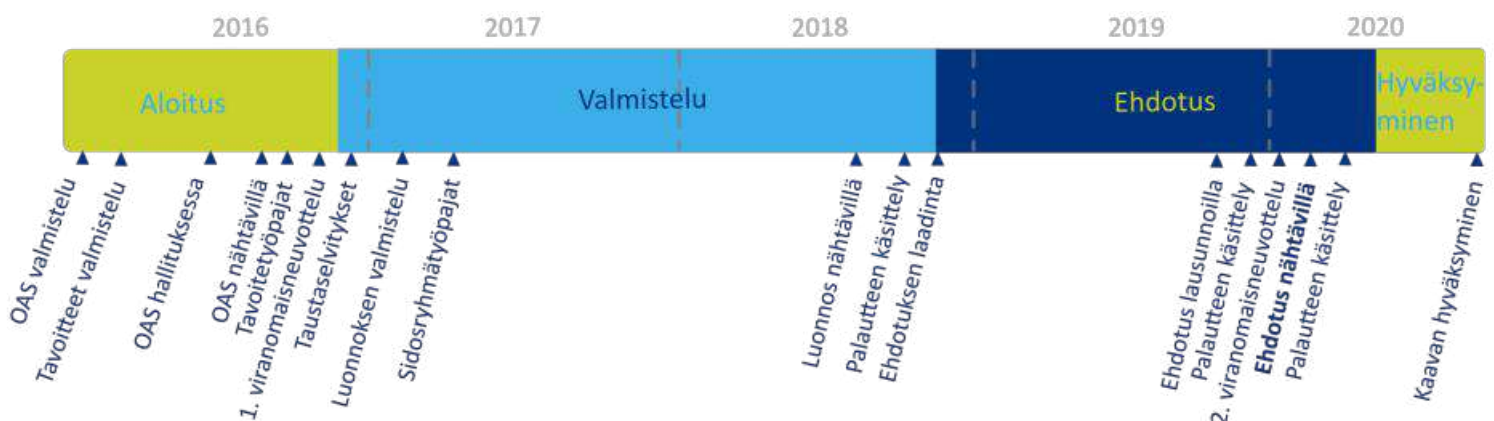 2016 2017 2018 2019 2020
Aloitus
Valmistelu
Ehdotus
Hyväksy-
minen
OAS valmistelu
Tavoitteet valmistelu
OAS hallituksessa
OAS nähtävillä
Tavoitetyöpajat
1. viranomaisneuvottelu
Taustaselvitykset
Luonnoksen valmistelu
Sidosryhmätyöpajat
Luonnos nähtävillä
Palautteen käsittely
Ehdotuksen laadinta
Ehdotus lausunnoilla
Palautteen käsittely
2. viranomaisneuvottelu
Ehdotus nähtävillä
Palautteen käsittely
Kaavan hyväksyminen